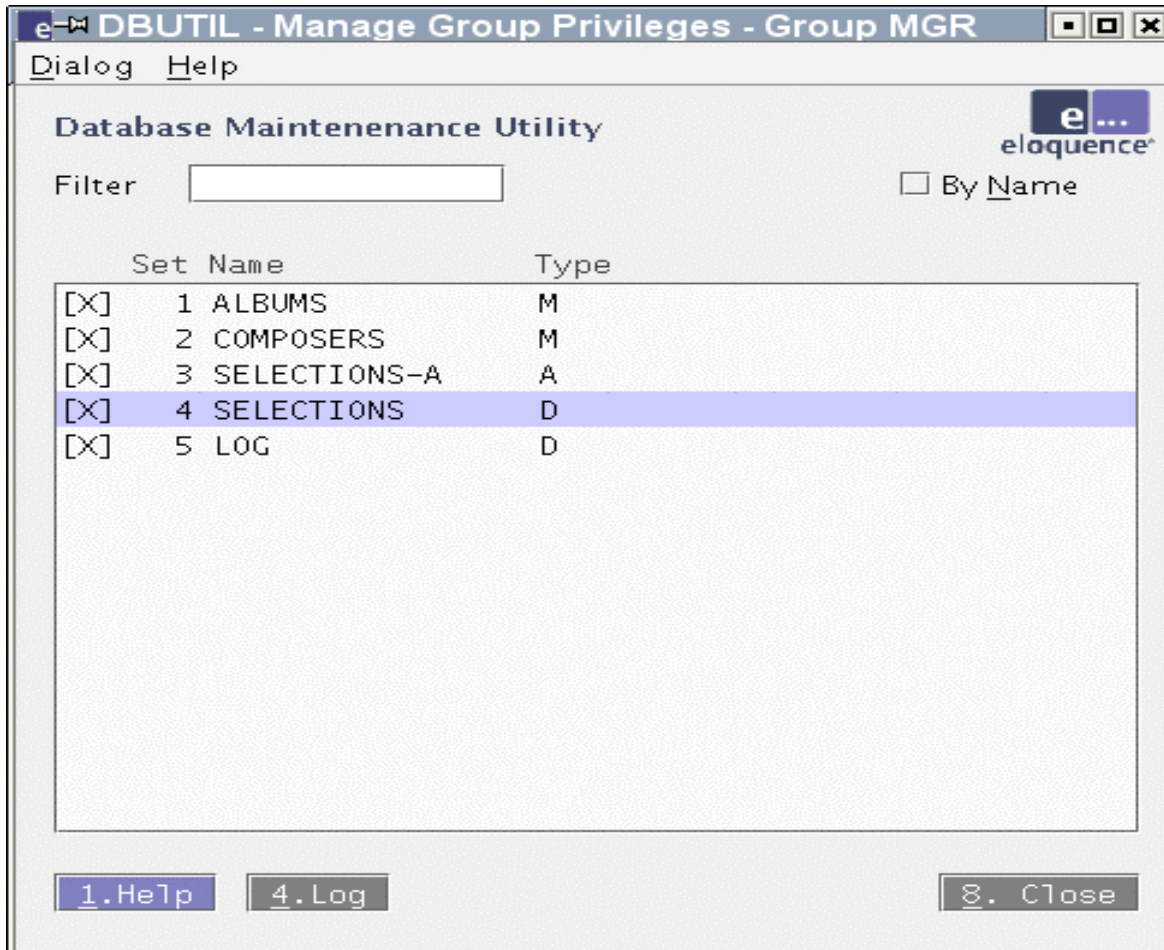 e DBUTIL - Manage Group Privileges - Group MGR
Dialog Help
Database Maintenenance Utility
e...
eloquence
Filter
By Name
Set Name Type
[X] 1 ALBUMS M
[X] 2 COMPOSERS M
[X] 3 SELECTIONS-A A
[X] 4 SELECTIONS D
[X] 5 LOG D
1.Help 4.Log 8. Close